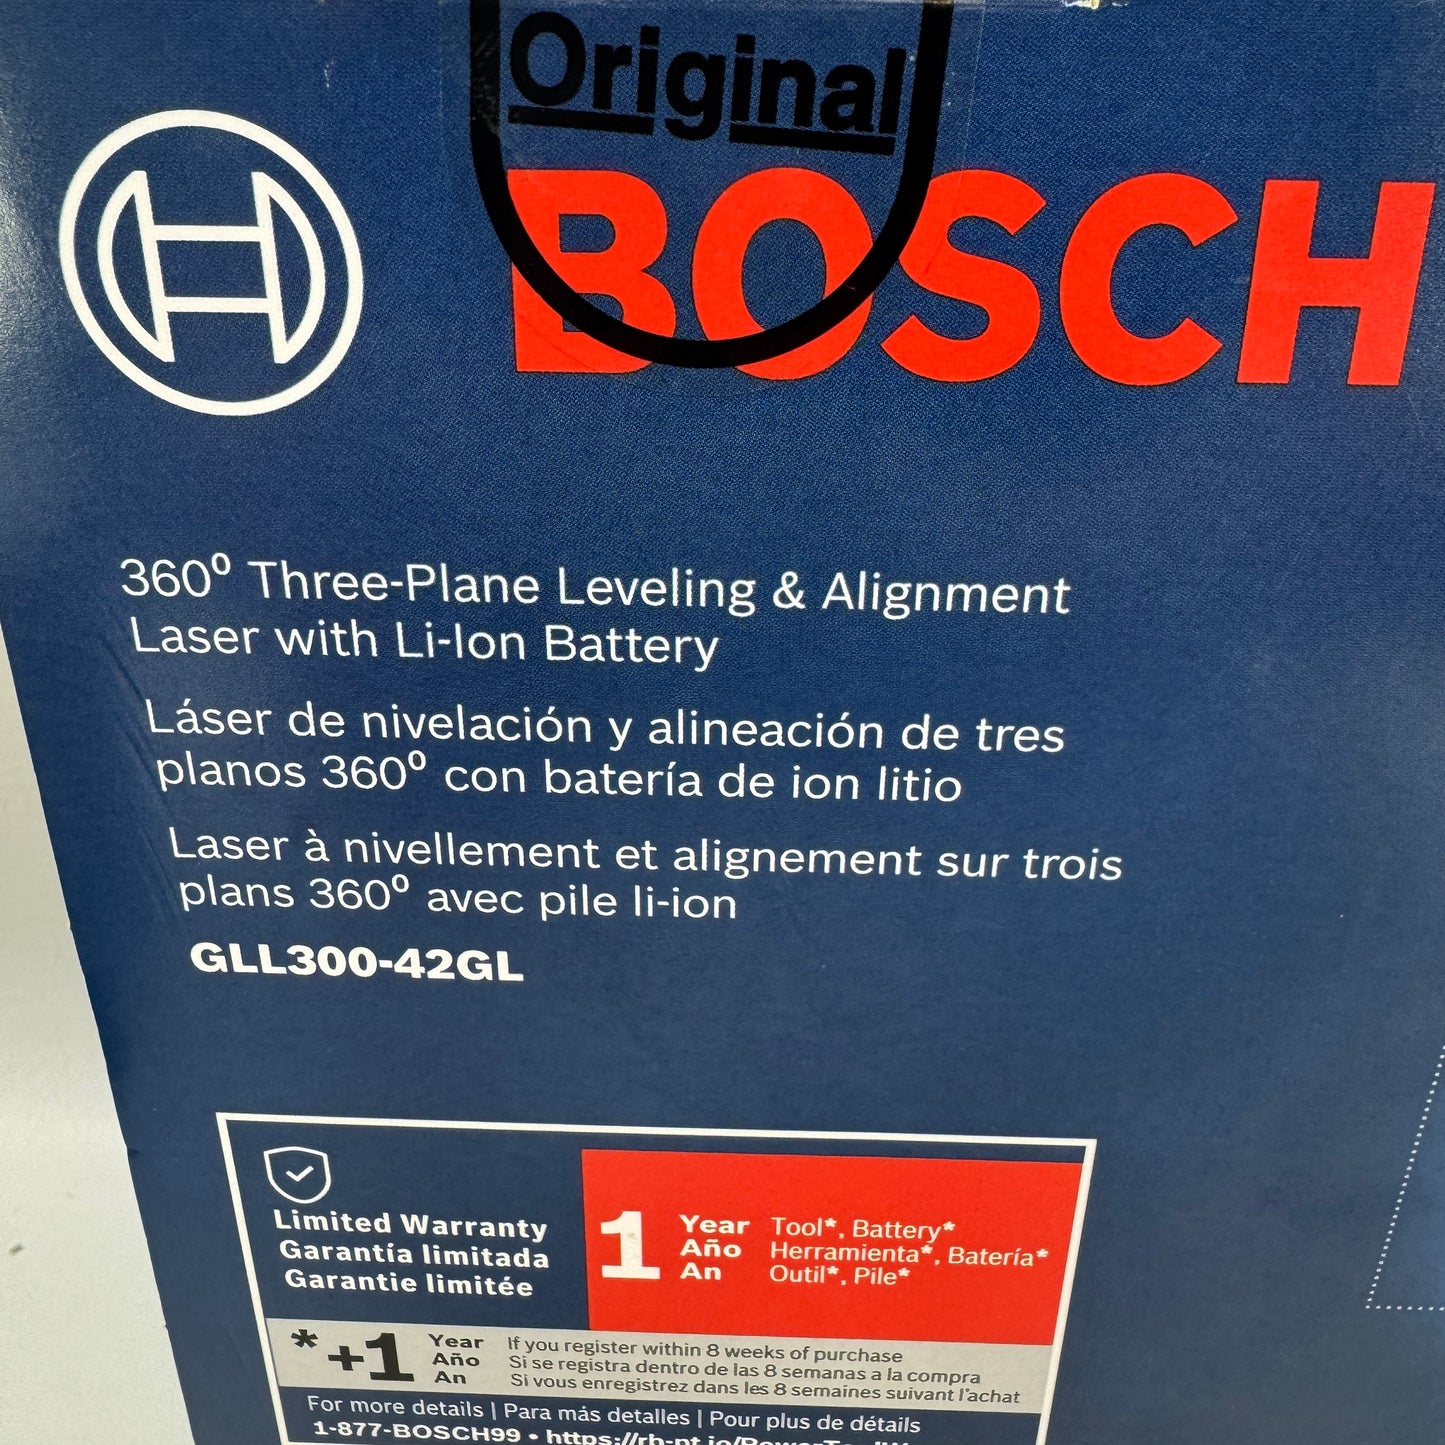 Original
BOSCH
360⁰ Three-Plane Leveling & Alignment
Laser with Li-Ion Battery
Láser de nivelación y alineación de tres
planos 360⁰ con batería de ion litio
Laser à nivellement et alignement sur trois
plans 360⁰ avec pile li-ion
GLL300-42GL
Limited Warranty
Garantía limitada
Garantie limitée
1 Year Tool*, Battery*
Año Herramienta*, Batería*
An Outil*, Pile*
* +1 Year If you register within 8 weeks of purchase
Año Si se registra dentro de las 8 semanas a la compra
An Si vous enregistrez dans les 8 semaines suivant l'achat
For more details | Para más detalles | Pour plus de détails
1-877-BOSCH99 •